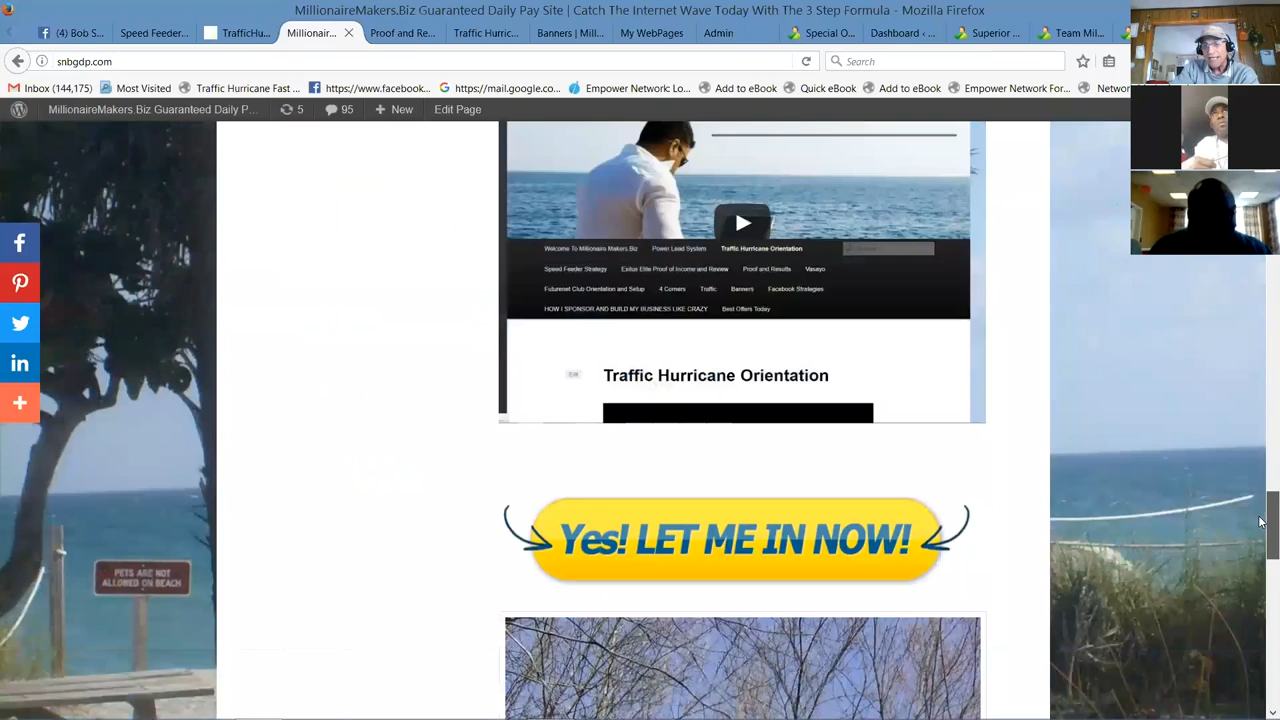 MillionaireMakers.Biz Guaranteed Daily Pay Site | Catch The Internet Wave Today With The 3 Step Formula - Mozilla Firefox
(4) Bob S...
Speed Feeder...
TrafficHu...
Millionair...
Proof and Re...
Traffic Hurric...
Banners | Mill...
My WebPages
Admin
Special O...
Dashboard ‹ ...
Superior ...
Team Mil...
snbgdp.com
Search
Inbox (144,175)
Most Visited
Traffic Hurricane Fast ...
https://www.facebook...
https://mail.google.co...
Empower Network: Lo...
Add to eBook
Quick eBook
Add to eBook
Empower Network For...
Networ
MillionaireMakers.Biz Guaranteed Daily P...
5
95
New
Edit Page
Welcome To Millionaire Makers.Biz
Power Lead System
Traffic Hurricane Orientation
Speed Feeder Strategy
Exitus Elite Proof of Income and Review
Proof and Results
Vasayo
Futurenet Club Orientation and Setup
4 Corners
Traffic
Banners
Facebook Strategies
HOW I SPONSOR AND BUILD MY BUSINESS LIKE CRAZY
Best Offers Today
Traffic Hurricane Orientation
Yes! LET ME IN NOW!
PETS ARE NOT
ALLOWED ON BEACH